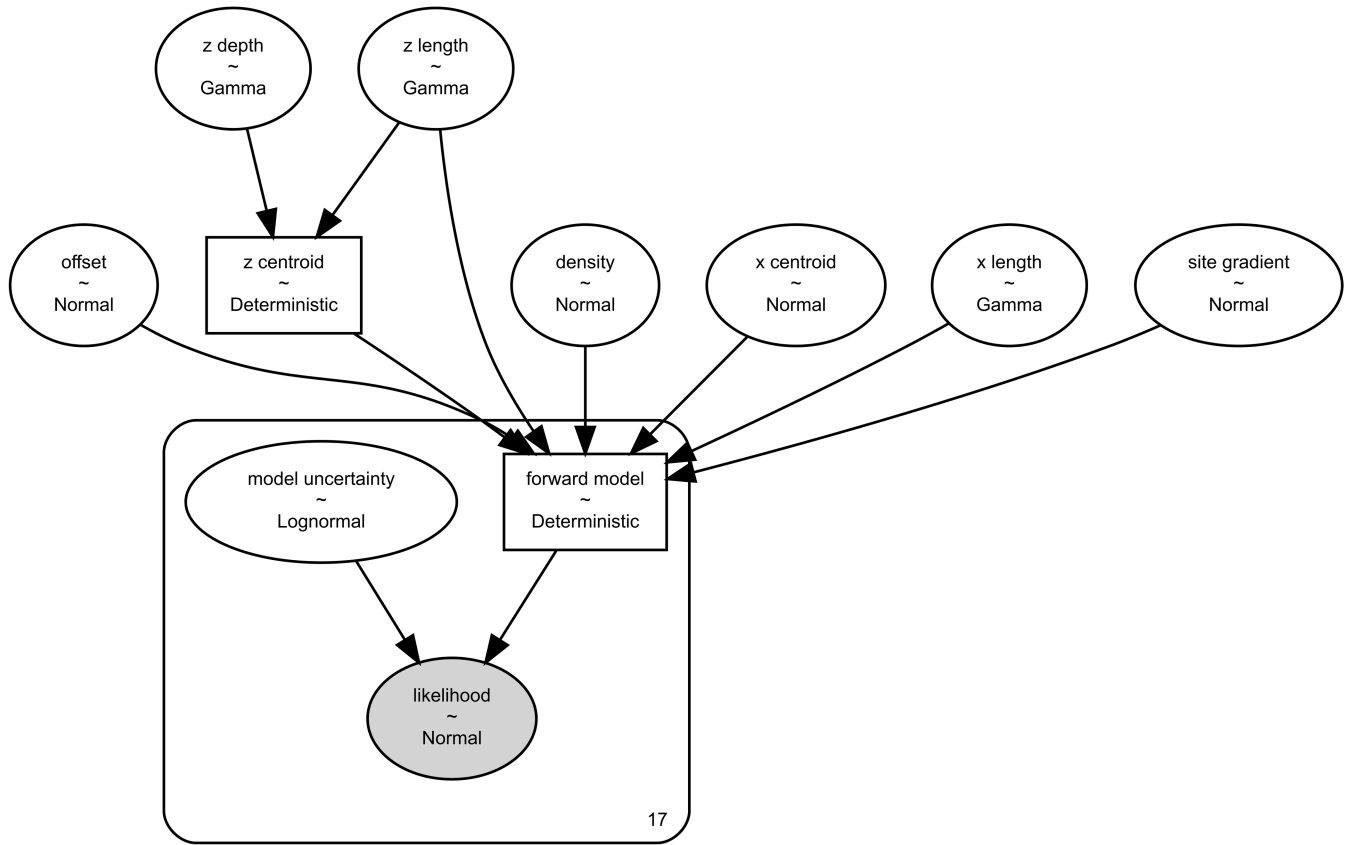 z depth
~
Gamma
z length
~
Gamma
offset
~
Normal
z centroid
~
Deterministic
density
~
Normal
x centroid
~
Normal
x length
~
Gamma
site gradient
~
Normal
model uncertainty
~
Lognormal
forward model
~
Deterministic
likelihood
~
Normal
17